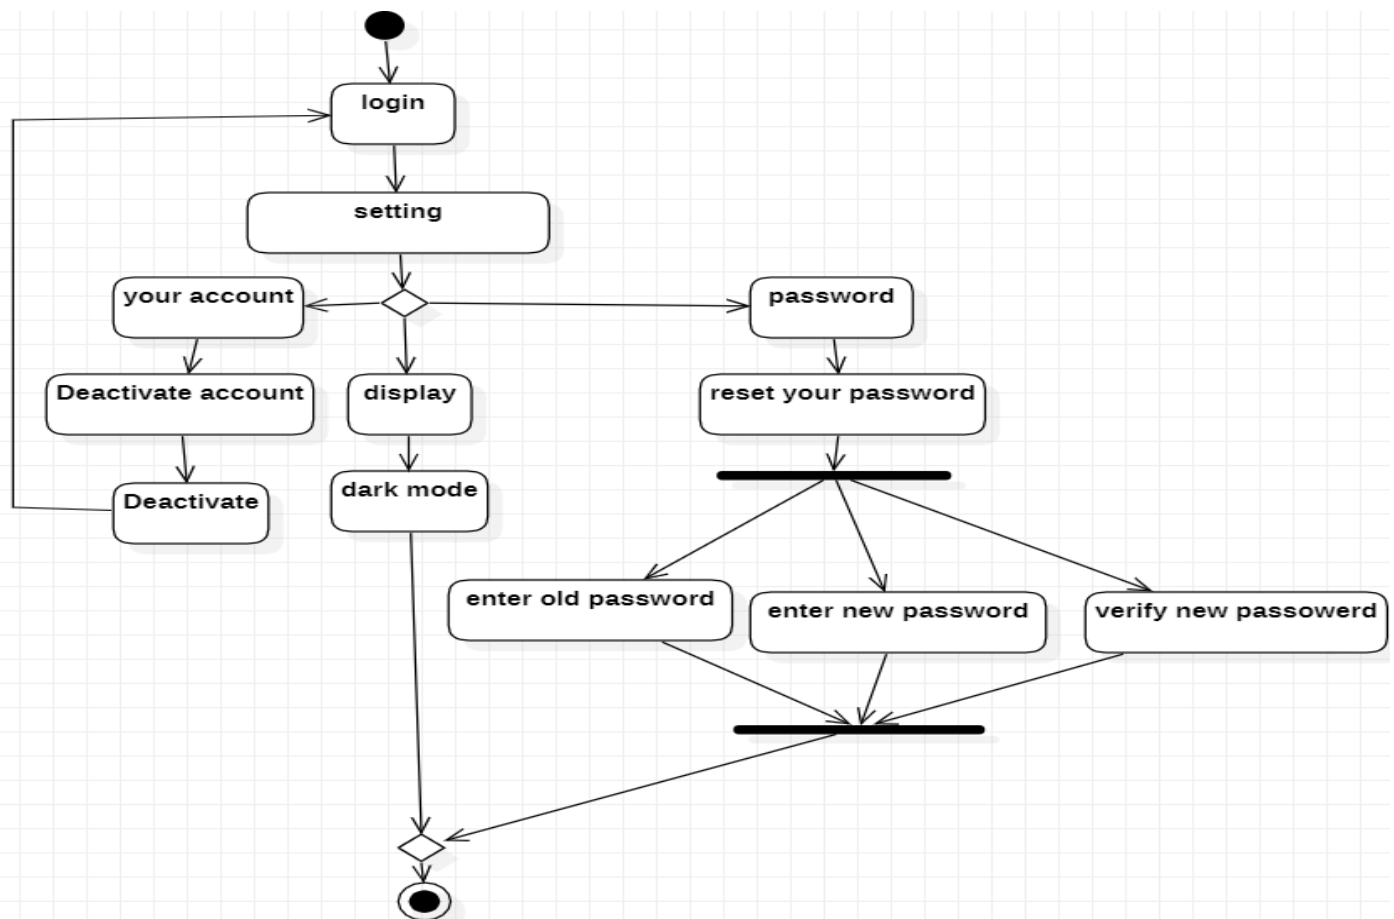 login
setting
your account
password
Deactivate account
display
reset your password
dark mode
Deactivate
enter old password
enter new password
verify new passowerd